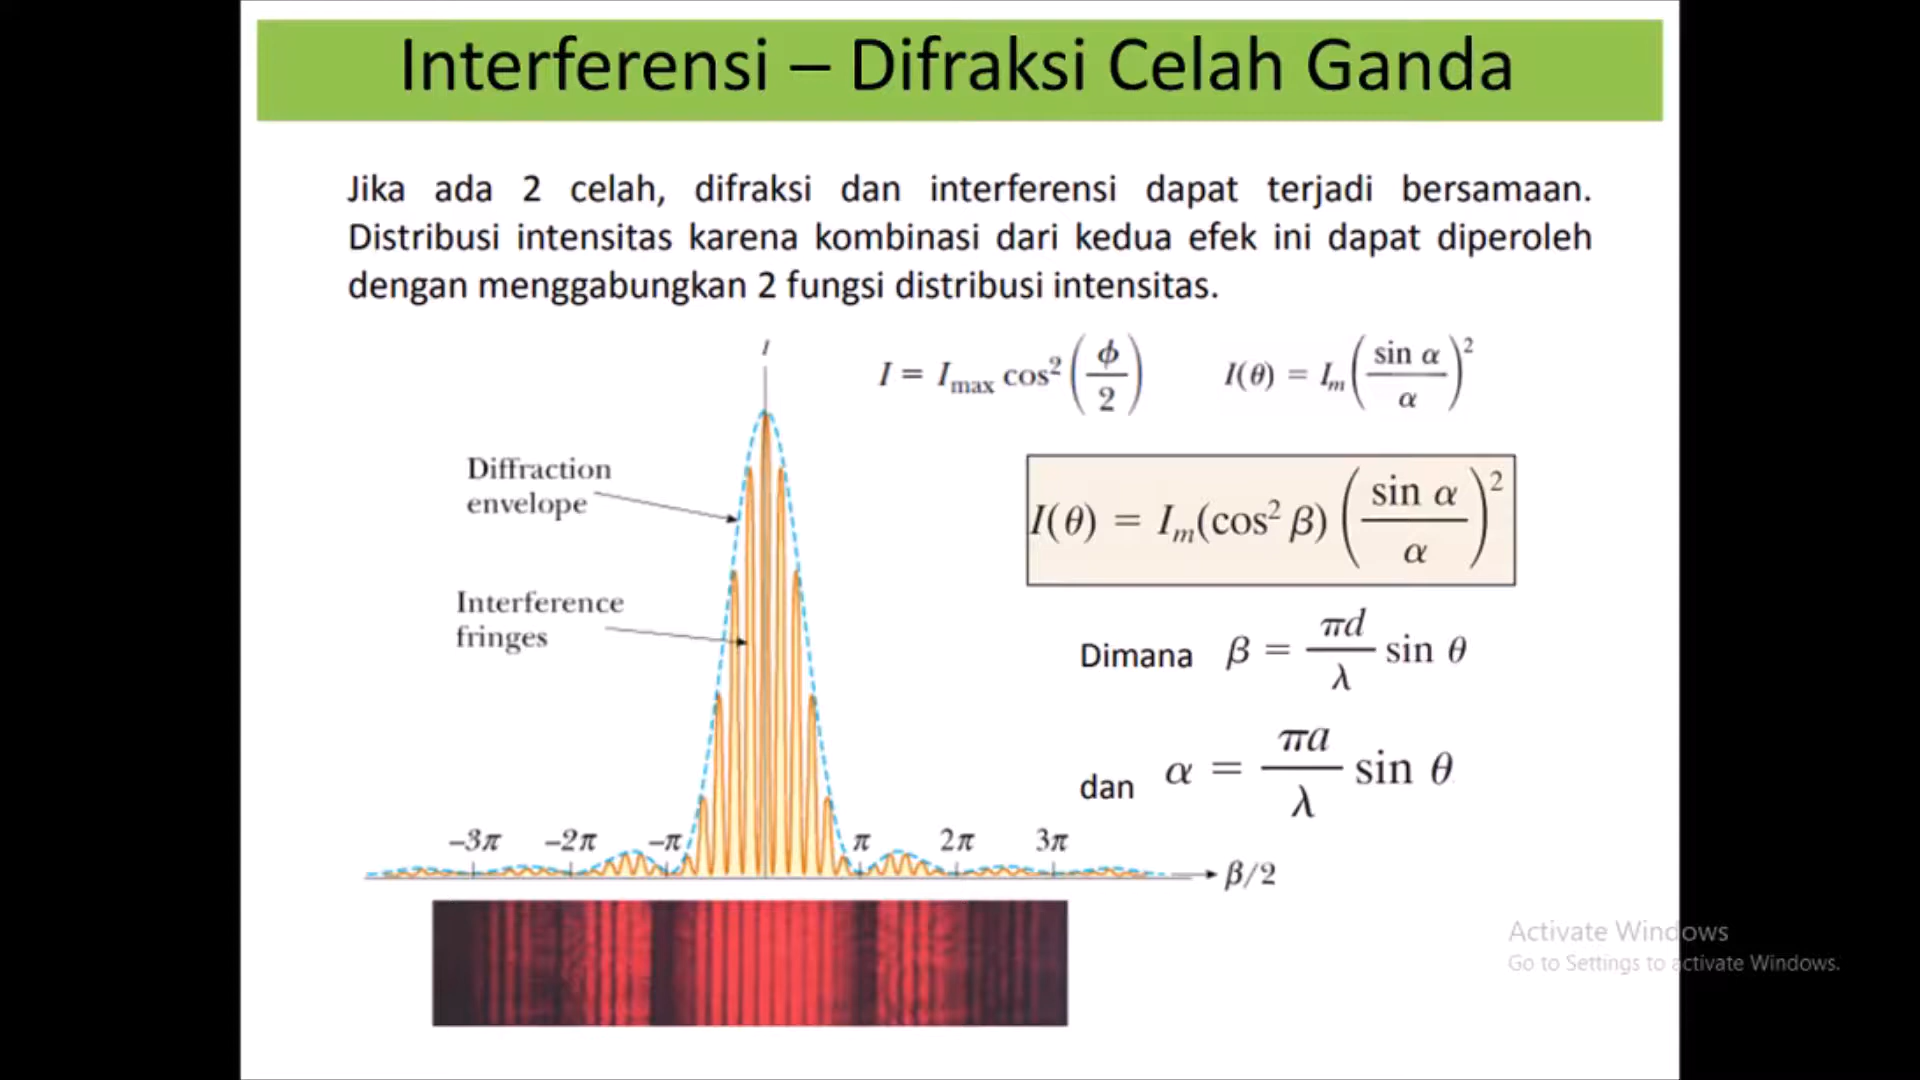 Interferensi – Difraksi Celah Ganda
Jika ada 2 celah, difraksi dan interferensi dapat terjadi bersamaan.
Distribusi intensitas karena kombinasi dari kedua efek ini dapat diperoleh
dengan menggabungkan 2 fungsi distribusi intensitas.
I
I = I_max cos² (ϕ/2)
I(θ) = I_m (sin α / α)²
Diffraction
envelope
I(θ) = I_m (cos² β) (sin α / α)²
Interference
fringes
Dimana β = πd/λ sin θ
dan α = πa/λ sin θ
–3π –2π –π π 2π 3π
β/2
Activate Windows
Go to Settings to activate Windows.